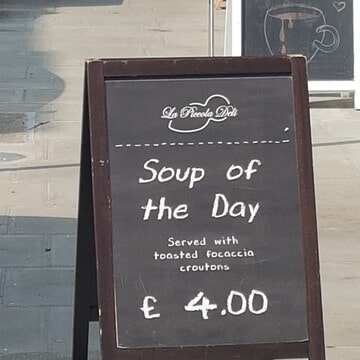 La Piccola Deli
Soup of
the Day
Served with
toasted focaccia
croutons
£ 4.00